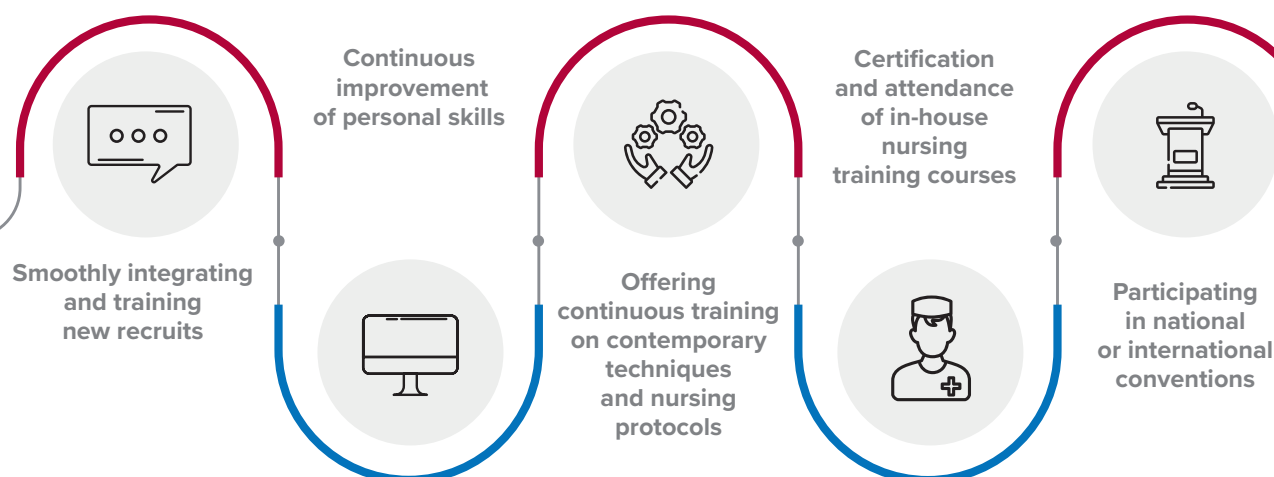 Smoothly integrating
and training
new recruits
Continuous
improvement
of personal skills
Offering
continuous training
on contemporary
techniques
and nursing
protocols
Certification
and attendance
of in-house
nursing
training courses
Participating
in national
or international
conventions